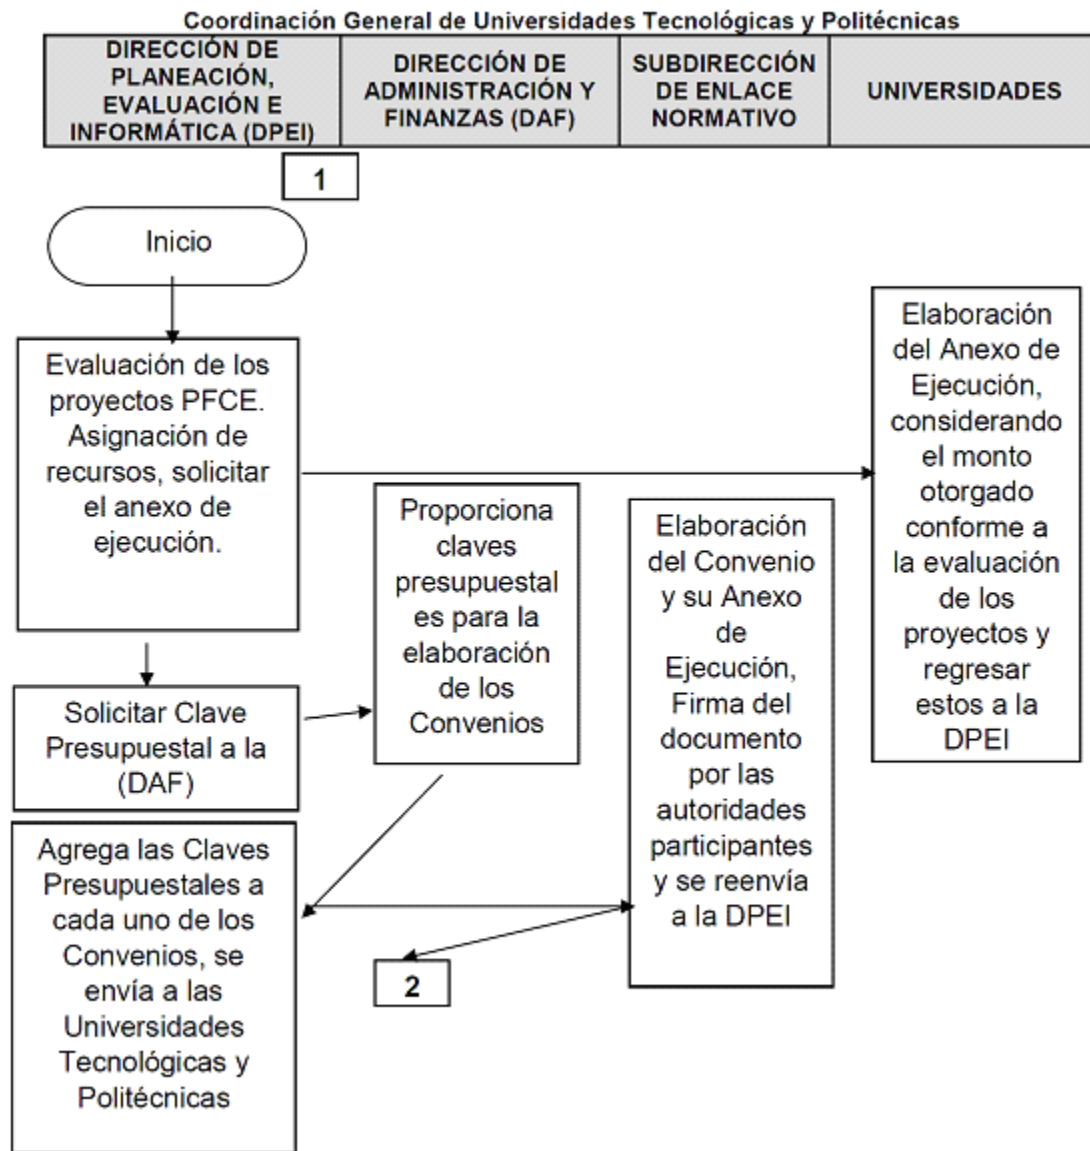 Coordinación General de Universidades Tecnológicas y Politécnicas
DIRECCIÓN DE
PLANEACIÓN,
EVALUACIÓN E
INFORMÁTICA (DPEI)
DIRECCIÓN DE
ADMINISTRACIÓN Y
FINANZAS (DAF)
SUBDIRECCIÓN
DE ENLACE
NORMATIVO
UNIVERSIDADES
1
Inicio
Evaluación de los
proyectos PFCE.
Asignación de
recursos, solicitar
el anexo de
ejecución.
Elaboración
del Anexo de
Ejecución,
considerando
el monto
otorgado
conforme a
la evaluación
de los
proyectos y
regresar
estos a la
DPEI
Solicitar Clave
Presupuestal a la
(DAF)
Proporciona
claves
presupuestal
es para la
elaboración
de los
Convenios
Agrega las Claves
Presupuestales a
cada uno de los
Convenios, se
envía a las
Universidades
Tecnológicas y
Politécnicas
Elaboración
del Convenio
y su Anexo
de
Ejecución,
Firma del
documento
por las
autoridades
participantes
y se reenvía
a la DPEI
2